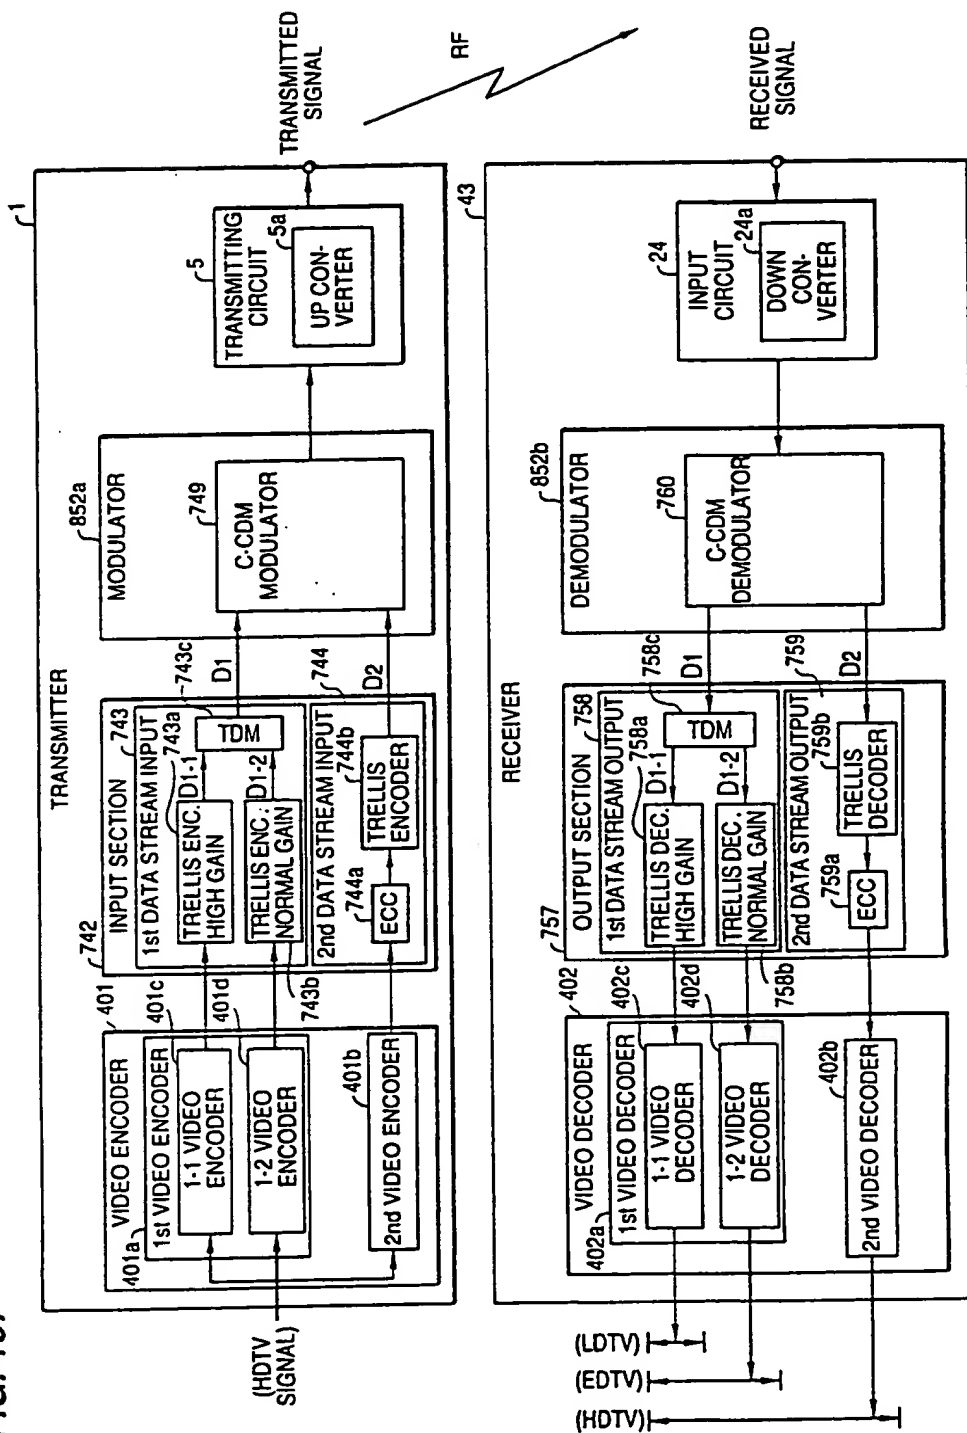 TRANSMITTER
1
(HDTV
SIGNAL)
VIDEO ENCODER
401
401a
1st VIDEO ENCODER
401c
1-1 VIDEO
ENCODER
401d
1-2 VIDEO
ENCODER
401b
2nd VIDEO ENCODER
742
INPUT SECTION
743
1st DATA STREAM INPUT
743a
TRELLIS ENC.
HIGH GAIN
D1-1
743c
TDM
TRELLIS ENC.
NORMAL GAIN
D1-2
743b
744
2nd DATA STREAM INPUT
744a
ECC
744b
TRELLIS
ENCODER
D1
D2
852a
MODULATOR
749
C-CDM
MODULATOR
5
TRANSMITTING
CIRCUIT
5a
UP CON-
VERTER
TRANSMITTED
SIGNAL
RF
RECEIVER
43
RECEIVED
SIGNAL
24
INPUT
CIRCUIT
24a
DOWN
CON-
VERTER
852b
DEMODULATOR
760
C-CDM
DEMODULATOR
D1
D2
757
OUTPUT SECTION
758
1st DATA STREAM OUTPUT
758a
TRELLIS DEC.
HIGH GAIN
D1-1
758c
TDM
TRELLIS DEC.
NORMAL GAIN
D1-2
758b
759
2nd DATA STREAM OUTPUT
759a
ECC
759b
TRELLIS
DECODER
VIDEO DECODER
402
402a
1st VIDEO DECODER
402c
1-1 VIDEO
DECODER
402d
1-2 VIDEO
DECODER
402b
2nd VIDEO DECODER
(LDTV)
(EDTV)
(HDTV)